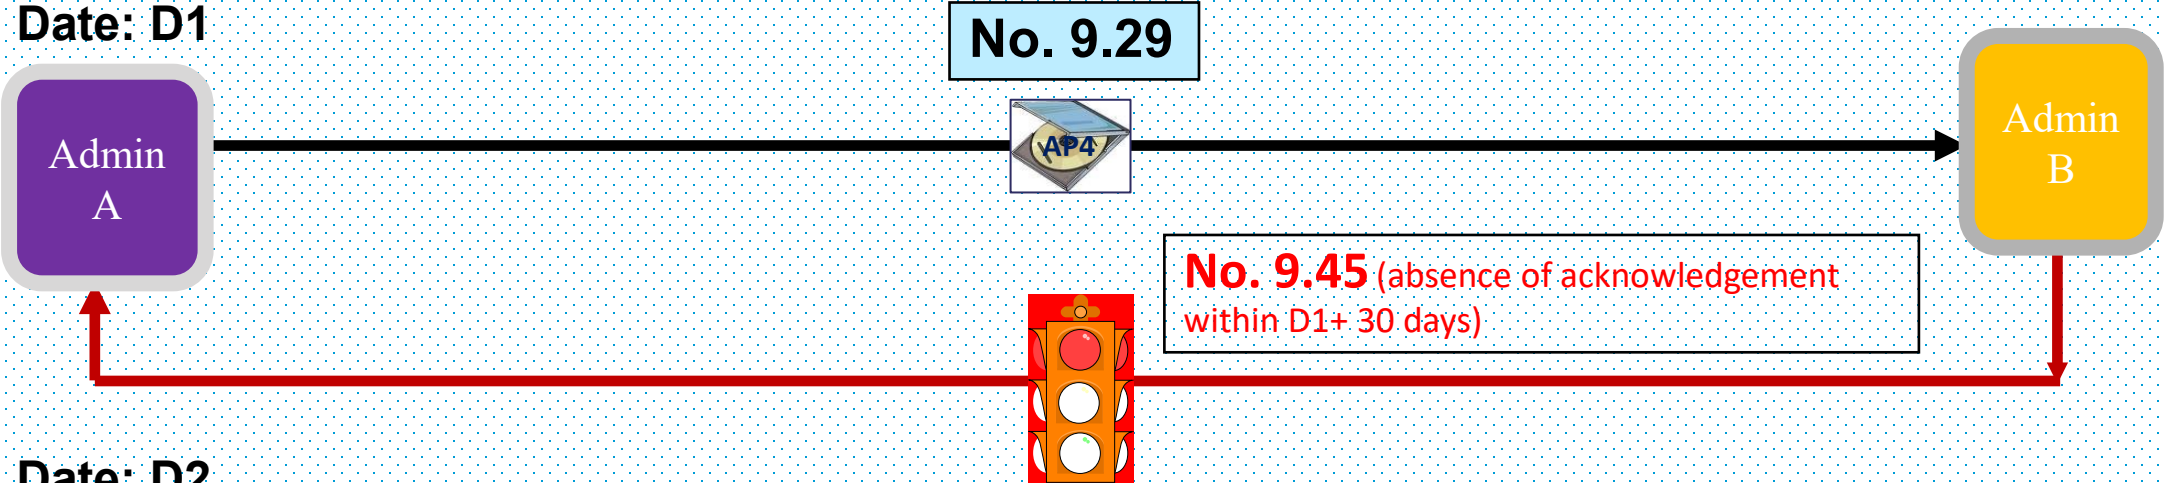 Date: D1
No. 9.29
Admin
A
AP4
Admin
B
No. 9.45 (absence of acknowledgement
within D1+ 30 days)
Date: D2